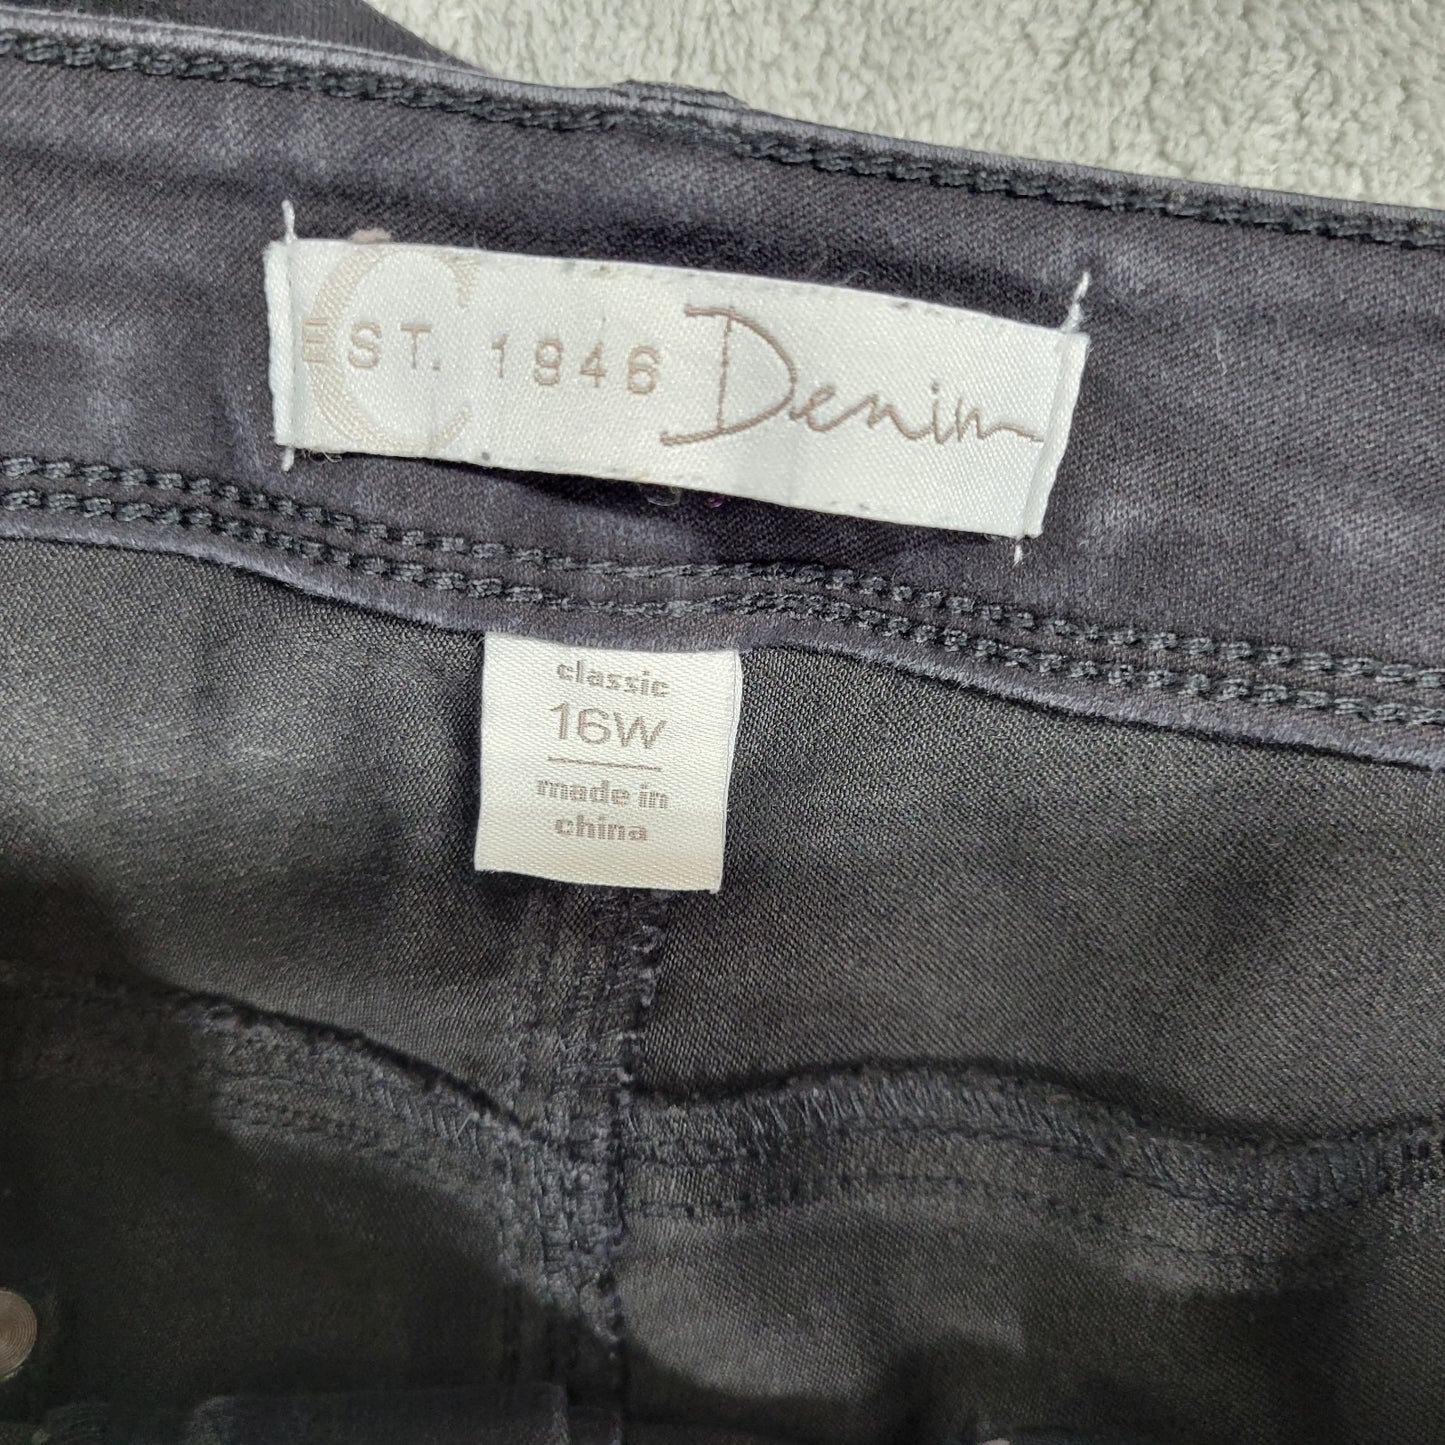 C EST. 1946 Denim
classic
16W
made in
china